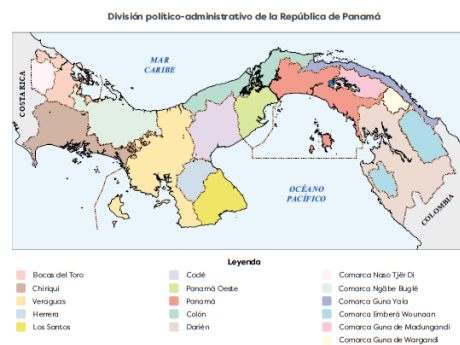 División político-administrativo de la República de Panamá
MAR
CARIBE
COSTA RICA
OCÉANO
PACÍFICO
COLOMBIA
Leyenda
Bocas del Toro
Chiriquí
Veraguas
Herrera
Los Santos
Coclé
Panamá Oeste
Panamá
Colón
Darién
Comarca Naso Tjër Di
Comarca Ngäbe Buglé
Comarca Guna Yala
Comarca Emberá Wounaan
Comarca Guna de Madungandi
Comarca Guna de Wargandi